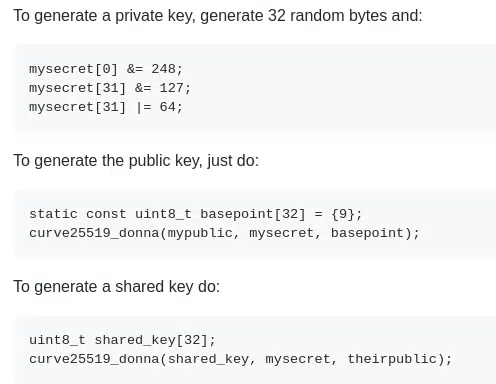 To generate a private key, generate 32 random bytes and:
mysecret[0] &= 248;
mysecret[31] &= 127;
mysecret[31] |= 64;
To generate the public key, just do:
static const uint8_t basepoint[32] = {9};
curve25519_donna(mypublic, mysecret, basepoint);
To generate a shared key do:
uint8_t shared_key[32];
curve25519_donna(shared_key, mysecret, theirpublic);